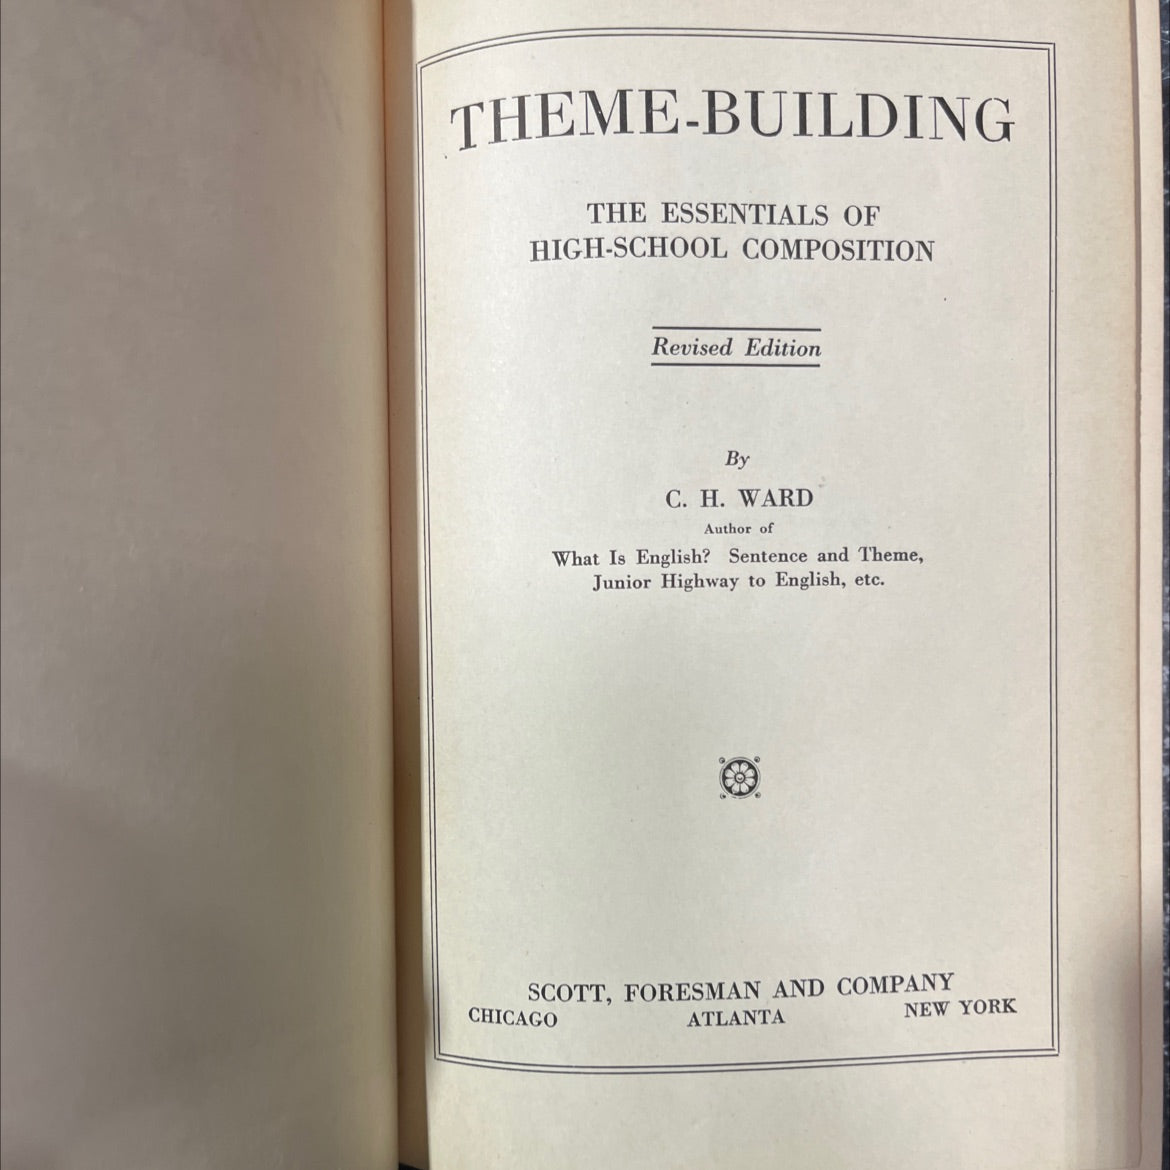 THEME-BUILDING
THE ESSENTIALS OF
HIGH-SCHOOL COMPOSITION
Revised Edition
By
C. H. WARD
Author of
What Is English? Sentence and Theme,
Junior Highway to English, etc.
SCOTT, FORESMAN AND COMPANY
CHICAGO ATLANTA NEW YORK